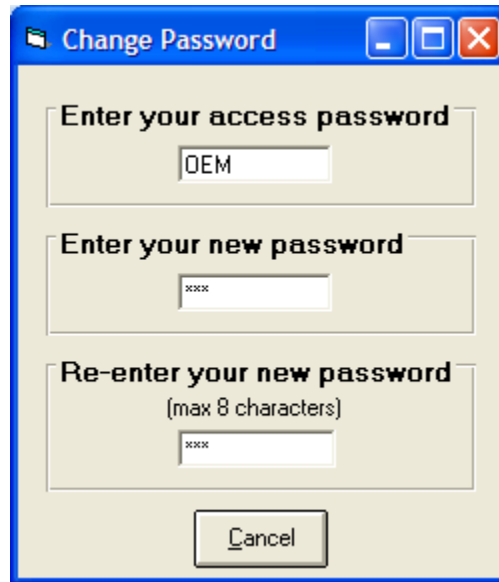 Change Password
Enter your access password
OEM
Enter your new password
***
Re-enter your new password
(max 8 characters)
***
Cancel